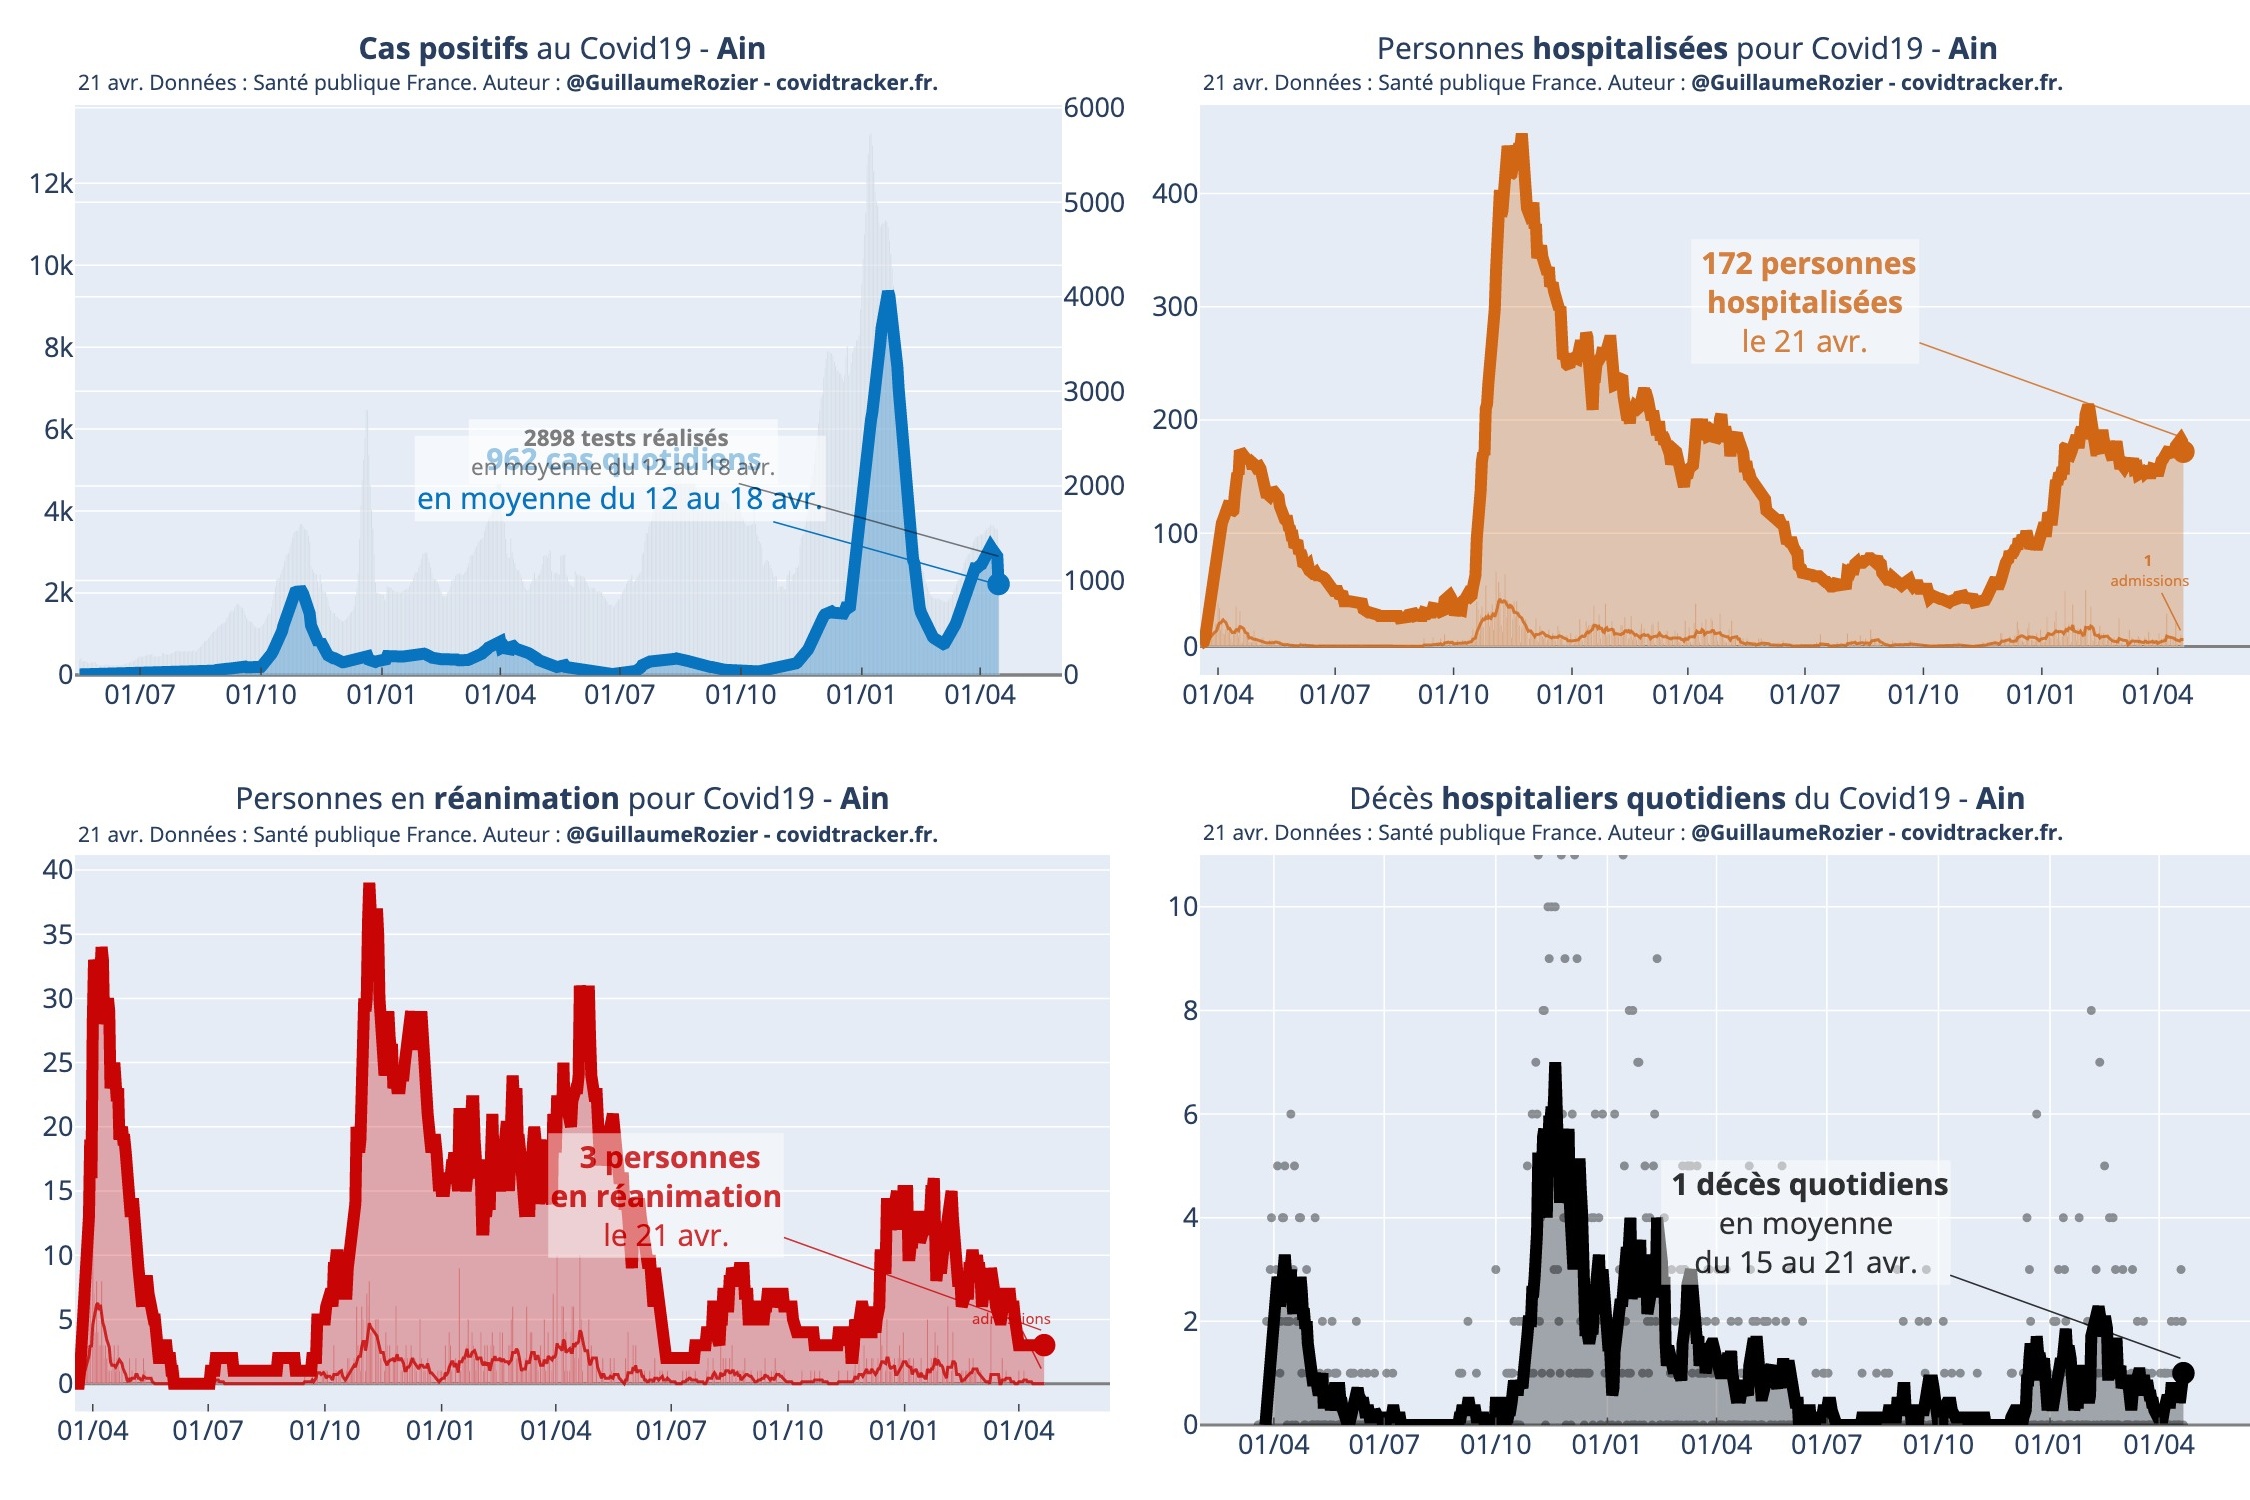 Cas positifs au Covid19 - Ain
21 avr. Données : Santé publique France. Auteur : @GuillaumeRozier - covidtracker.fr.
6000
5000
4000
3000
2000
1000
0
12k
10k
8k
6k
4k
2k
0
2898 tests réalisés
en moyenne du 12 au 18 avr.
962 cas quotidiens
en moyenne du 12 au 18 avr.
01/07 01/10 01/01 01/04 01/07 01/10 01/01 01/04
Personnes hospitalisées pour Covid19 - Ain
21 avr. Données : Santé publique France. Auteur : @GuillaumeRozier - covidtracker.fr.
400
300
200
100
0
172 personnes
hospitalisées
le 21 avr.
1
admissions
01/04 01/07 01/10 01/01 01/04 01/07 01/10 01/01 01/04
Personnes en réanimation pour Covid19 - Ain
21 avr. Données : Santé publique France. Auteur : @GuillaumeRozier - covidtracker.fr.
40
35
30
25
20
15
10
5
0
3 personnes
en réanimation
le 21 avr.
admissions
01/04 01/07 01/10 01/01 01/04 01/07 01/10 01/01 01/04
Décès hospitaliers quotidiens du Covid19 - Ain
21 avr. Données : Santé publique France. Auteur : @GuillaumeRozier - covidtracker.fr.
10
8
6
4
2
0
1 décès quotidiens
en moyenne
du 15 au 21 avr.
01/04 01/07 01/10 01/01 01/04 01/07 01/10 01/01 01/04